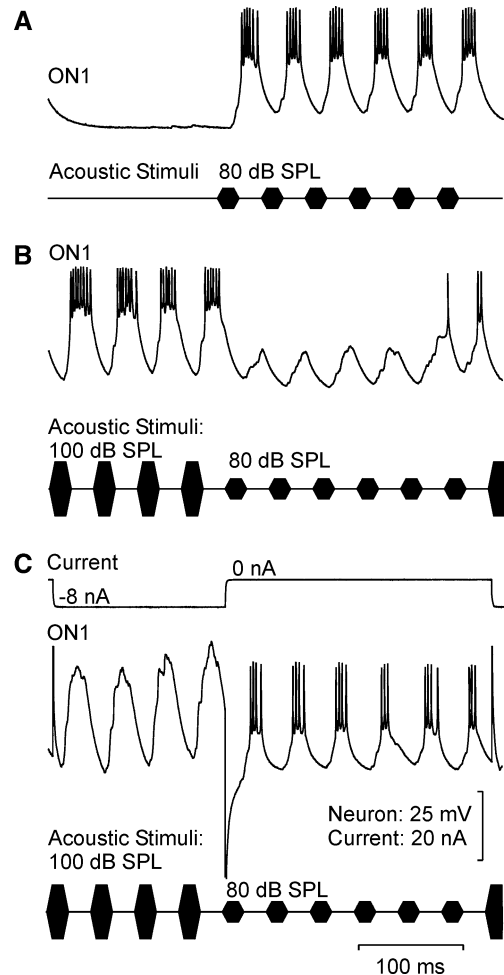 A
ON1
Acoustic Stimuli 80 dB SPL
B
ON1
Acoustic Stimuli:
100 dB SPL
80 dB SPL
C
Current
0 nA
-8 nA
ON1
Neuron: 25 mV
Current: 20 nA
Acoustic Stimuli:
100 dB SPL
80 dB SPL
100 ms